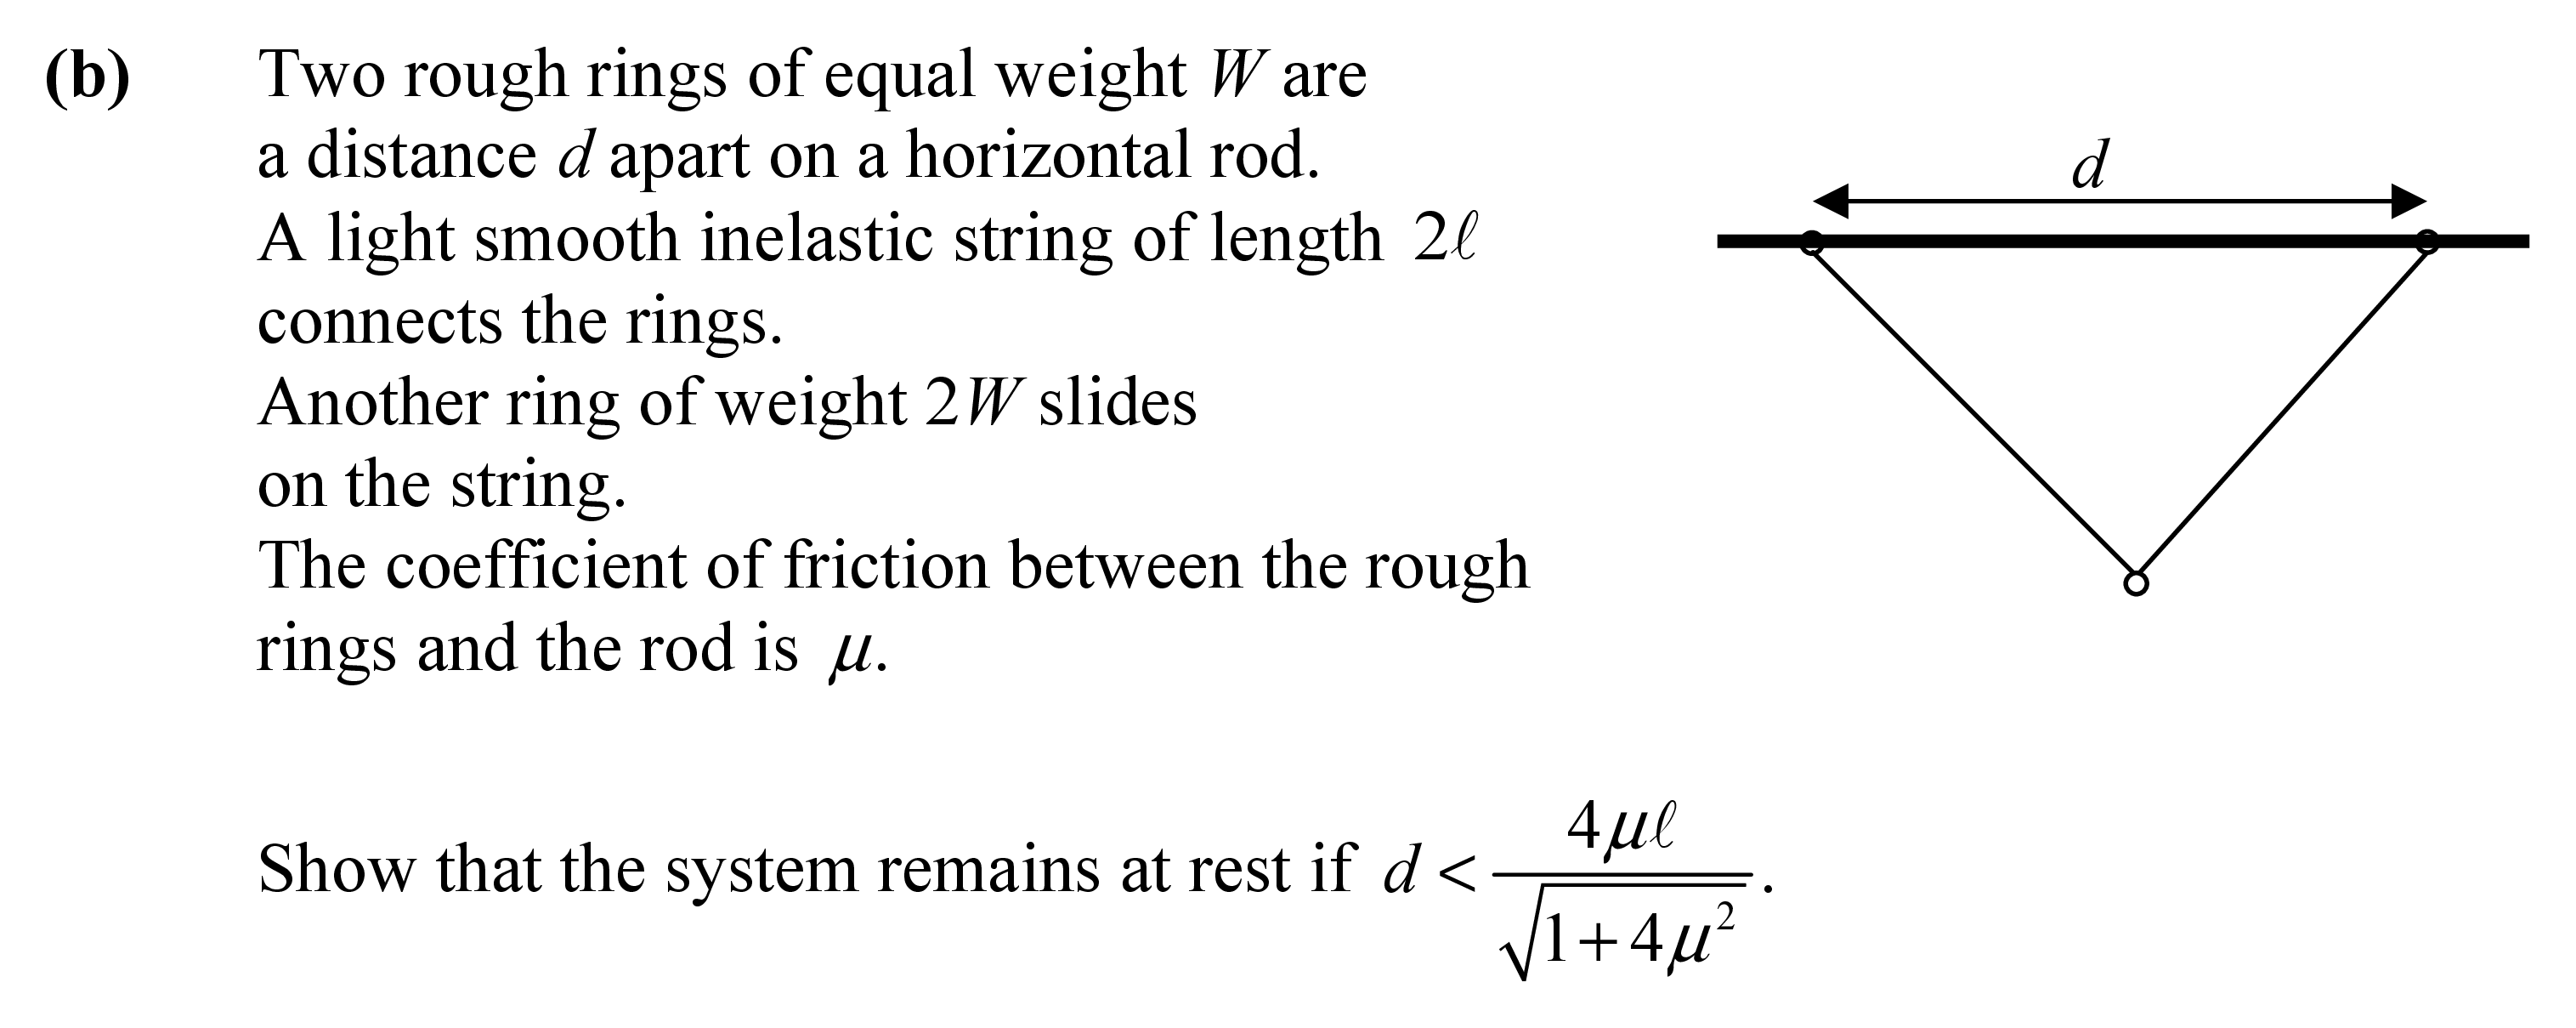 (b) Two rough rings of equal weight W are
a distance d apart on a horizontal rod.
A light smooth inelastic string of length 2ℓ
connects the rings.
Another ring of weight 2W slides
on the string.
The coefficient of friction between the rough
rings and the rod is μ.
d
Show that the system remains at rest if d < 4μℓ / √(1+4μ²).